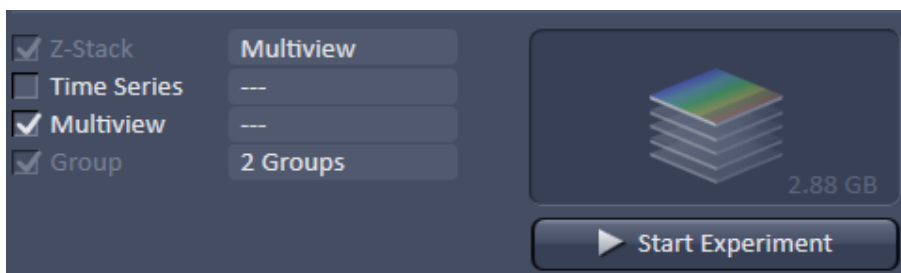 Z-Stack Multiview
Time Series ---
Multiview ---
Group 2 Groups
2.88 GB
Start Experiment